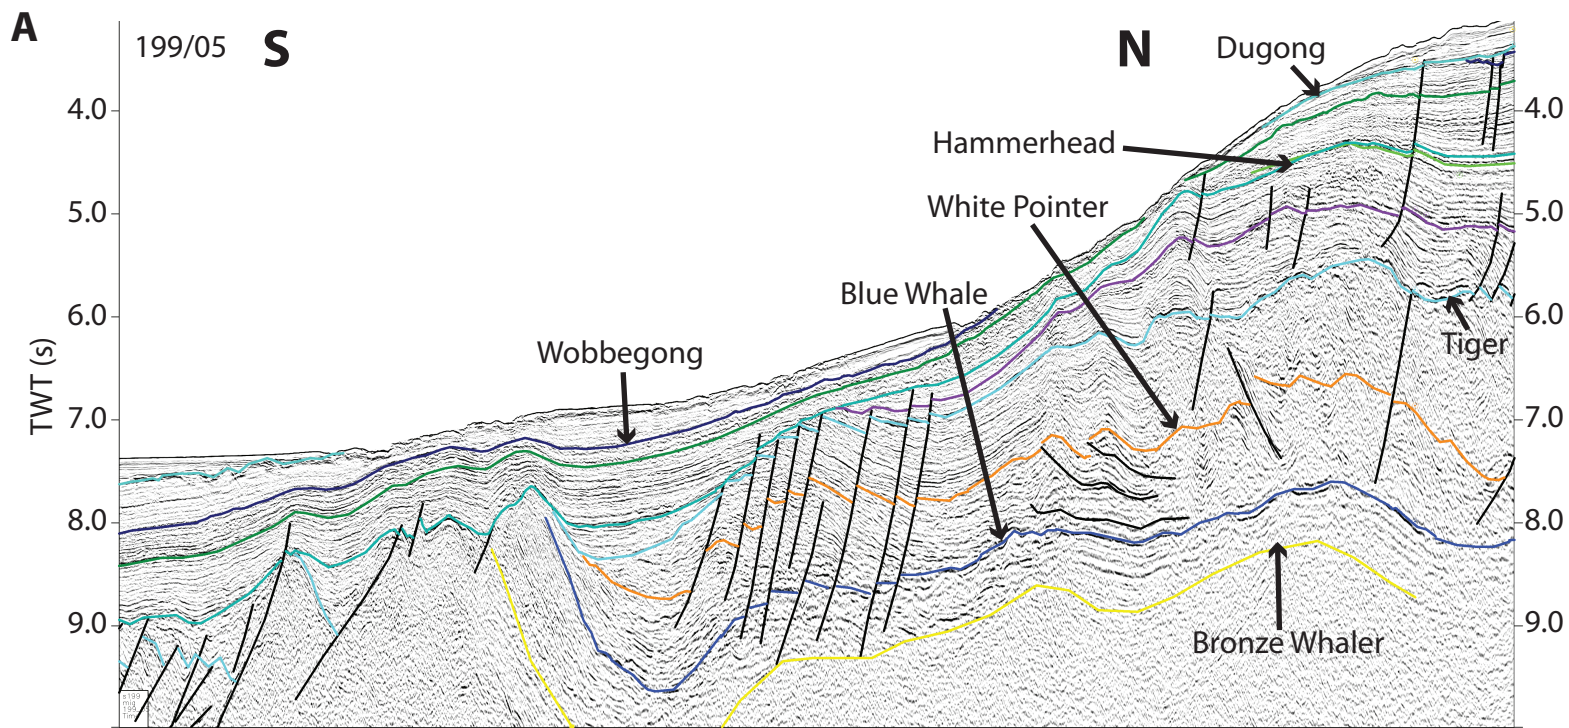 A
199/05 S N Dugong
4.0 4.0
Hammerhead
White Pointer
5.0 5.0
Blue Whale
6.0 6.0
Tiger
Wobbegong
TWT (s)
7.0 7.0
8.0 8.0
9.0 9.0
Bronze Whaler